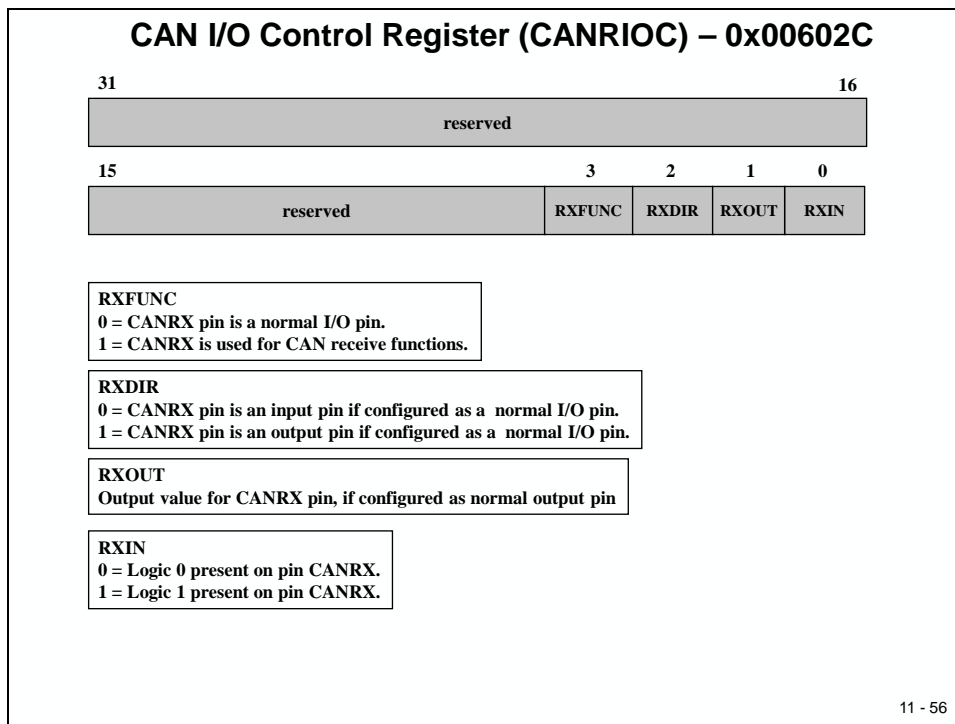 CAN I/O Control Register (CANRIOC) – 0x00602C
31 16
reserved
15 3 2 1 0
reserved RXFUNC RXDIR RXOUT RXIN
RXFUNC
0 = CANRX pin is a normal I/O pin.
1 = CANRX is used for CAN receive functions.
RXDIR
0 = CANRX pin is an input pin if configured as a normal I/O pin.
1 = CANRX pin is an output pin if configured as a normal I/O pin.
RXOUT
Output value for CANRX pin, if configured as normal output pin
RXIN
0 = Logic 0 present on pin CANRX.
1 = Logic 1 present on pin CANRX.
11 - 56